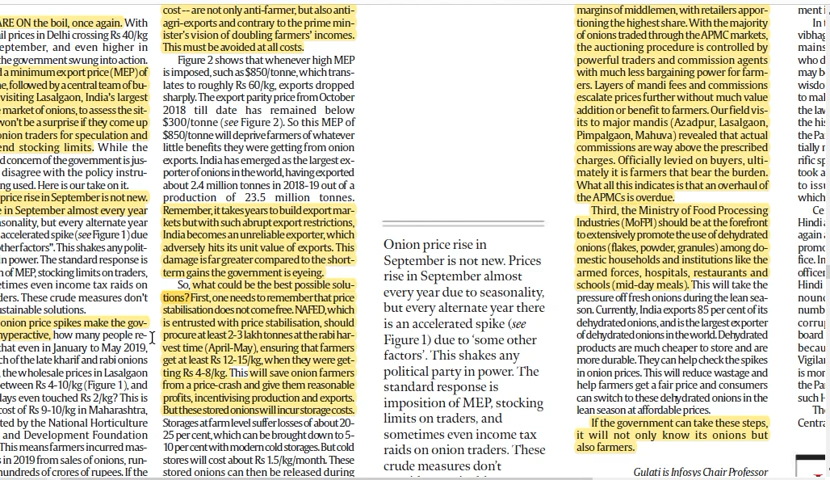 ARE ON the boil, once again. With
il prices in Delhi crossing Rs 40/kg
eptember, and even higher in
the government swung into action.
d a minimum export price (MEP) of
e, followed by a central team of bu-
visiting Lasalgaon, India's largest
market of onions, to assess the sit-
won't be a surprise if they come up
onion traders for speculation and
end stocking limits. While the
d concern of the government is jus-
disagree with the policy instru-
ng used. Here is our take on it.
price rise in September is not new.
e in September almost every year
asonality, but every alternate year
accelerated spike (see Figure 1) due
other factors". This shakes any polit-
in power. The standard response is
n of MEP, stocking limits on traders,
etimes even income tax raids on
ders. These crude measures don't
ustainable solutions.
onion price spikes make the gov-
hyperactive, how many people re-
that even in January to May 2019,
ch of the late kharif and rabi onions,
the wholesale prices in Lasalgaon
etween Rs 4-10/kg (Figure 1), and
lays even touched Rs 2/kg? This is
cost of Rs 9-10/kg in Maharashtra,
ted by the National Horticulture
and Development Foundation
This means farmers incurred mas-
in 2019 from sales of onions, run-
hundreds of crores of rupees. If the
cost -- are not only anti-farmer, but also anti-
agri-exports and contrary to the prime min-
ister's vision of doubling farmers' incomes.
This must be avoided at all costs.
Figure 2 shows that whenever high MEP
is imposed, such as $850/tonne, which trans-
lates to roughly Rs 60/kg, exports dropped
sharply. The export parity price from October
2018 till date has remained below
$300/tonne (see Figure 2). So this MEP of
$850/tonne will deprive farmers of whatever
little benefits they were getting from onion
exports. India has emerged as the largest ex-
porter of onions in the world, having exported
about 2.4 million tonnes in 2018-19 out of a
production of 23.5 million tonnes.
Remember, it takes years to build export mar-
kets but with such abrupt export restrictions,
India becomes an unreliable exporter, which
adversely hits its unit value of exports. This
damage is far greater compared to the short-
term gains the government is eyeing.
So, what could be the best possible solu-
tions? First, one needs to remember that price
stabilisation does not come free. NAFED, which
is entrusted with price stabilisation, should
procure at least 2-3 lakh tonnes at the rabi har-
vest time (April-May), ensuring that farmers
get at least Rs 12-15/kg, when they were get-
ting Rs 4-8/kg. This will save onion farmers
from a price-crash and give them reasonable
profits, incentivising production and exports.
But these stored onions will incur storage costs.
Storages at farm level suffer losses of about 20-
25 per cent, which can be brought down to 5-
10 per cent with modern cold storages. But cold
stores will cost about Rs 1.5/kg/month. These
stored onions can then be released during
Onion price rise in
September is not new. Prices
rise in September almost
every year due to seasonality,
but every alternate year there
is an accelerated spike (see
Figure 1) due to 'some other
factors'. This shakes any
political party in power. The
standard response is
imposition of MEP, stocking
limits on traders, and
sometimes even income tax
raids on onion traders. These
crude measures don't
margins of middlemen, with retailers appor-
tioning the highest share. With the majority
of onions traded through the APMC markets,
the auctioning procedure is controlled by
powerful traders and commission agents
with much less bargaining power for farm-
ers. Layers of mandi fees and commissions
escalate prices further without much value
addition or benefit to farmers. Our field vis-
its to major mandis (Azadpur, Lasalgaon,
Pimpalgaon, Mahuva) revealed that actual
commissions are way above the prescribed
charges. Officially levied on buyers, ulti-
mately it is farmers that bear the burden.
What all this indicates is that an overhaul of
the APMCs is overdue.
Third, the Ministry of Food Processing
Industries (MoFPI) should be at the forefront
to extensively promote the use of dehydrated
onions (flakes, powder, granules) among do-
mestic households and institutions like the
armed forces, hospitals, restaurants and
schools (mid-day meals). This will take the
pressure off fresh onions during the lean sea-
son. Currently, India exports 85 per cent of its
dehydrated onions, and is the largest exporter
of dehydrated onions in the world. Dehydrated
products are much cheaper to store and are
more durable. They can help check the spikes
in onion prices. This will reduce wastage and
help farmers get a fair price and consumers
can switch to these dehydrated onions in the
lean season at affordable prices.
If the government can take these steps,
it will not only know its onions but
also farmers.
Gulati is Infosys Chair Professor